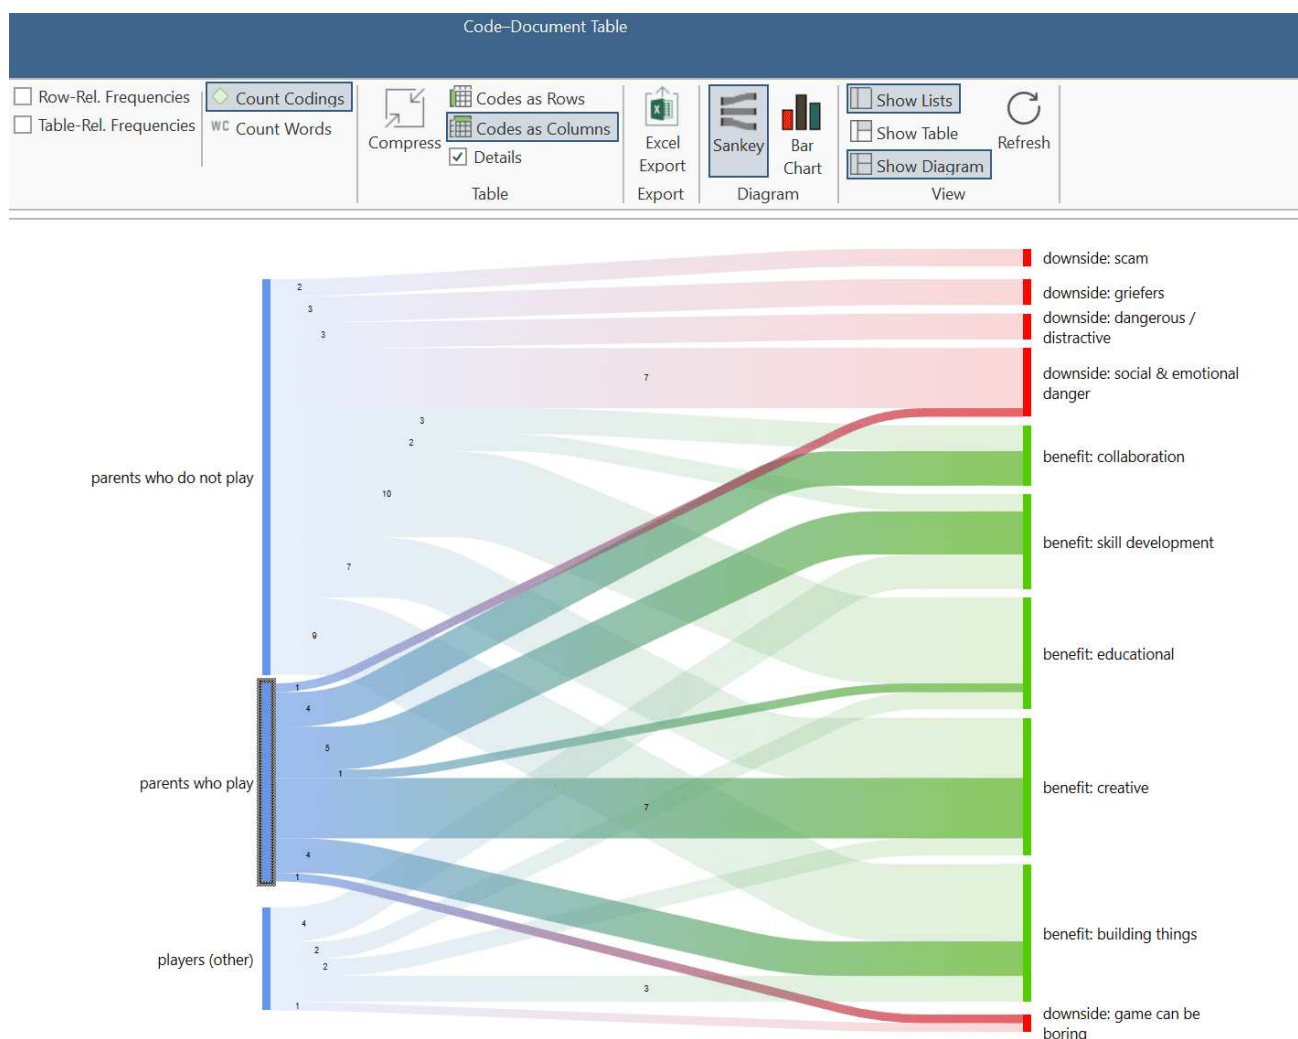 Code–Document Table
Row-Rel. Frequencies
Table-Rel. Frequencies
Count Codings
WC Count Words
Compress
Codes as Rows
Codes as Columns
Details
Table
Excel
Export
Export
Sankey
Bar
Chart
Diagram
Show Lists
Show Table
Show Diagram
View
Refresh
parents who do not play
parents who play
players (other)
2
3
3
7
3
2
10
7
9
1
4
5
1
7
4
1
4
2
2
3
1
downside: scam
downside: griefers
downside: dangerous /
distractive
downside: social & emotional
danger
benefit: collaboration
benefit: skill development
benefit: educational
benefit: creative
benefit: building things
downside: game can be
boring